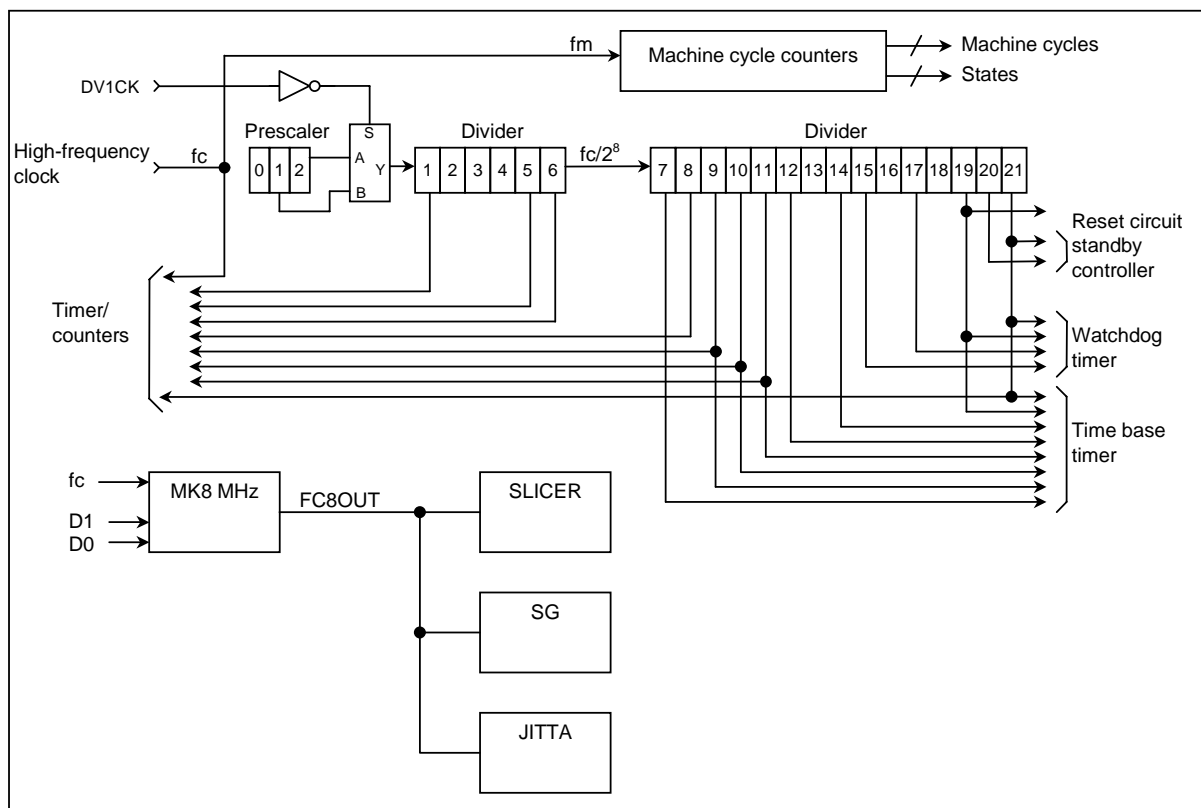 fm
Machine cycle counters
Machine cycles
States
DV1CK
High-frequency
clock
fc
Prescaler
0 1 2
S
A
B
Y
Divider
1 2 3 4 5 6
fc/2⁸
Divider
7 8 9 10 11 12 13 14 15 16 17 18 19 20 21
Reset circuit
standby
controller
Timer/
counters
Watchdog
timer
Time base
timer
fc
D1
D0
MK8 MHz
FC8OUT
SLICER
SG
JITTA